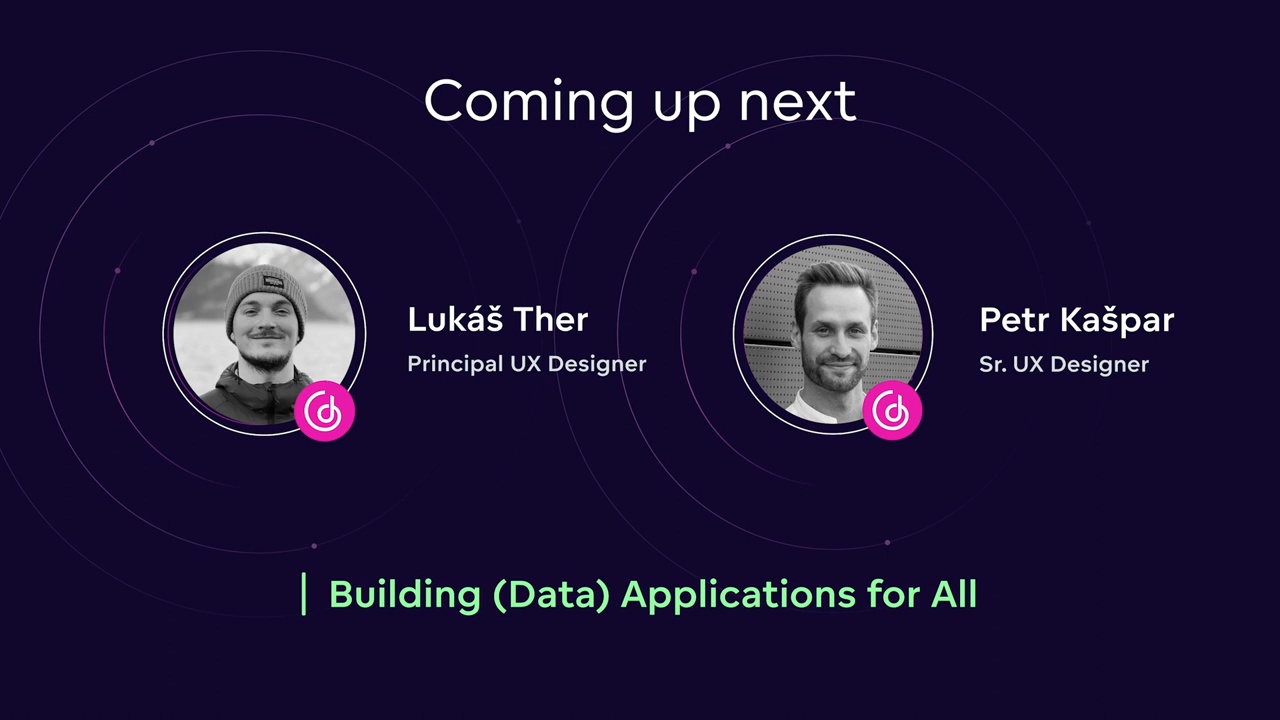 Coming up next
Lukáš Ther
Principal UX Designer
Petr Kašpar
Sr. UX Designer
Building (Data) Applications for All